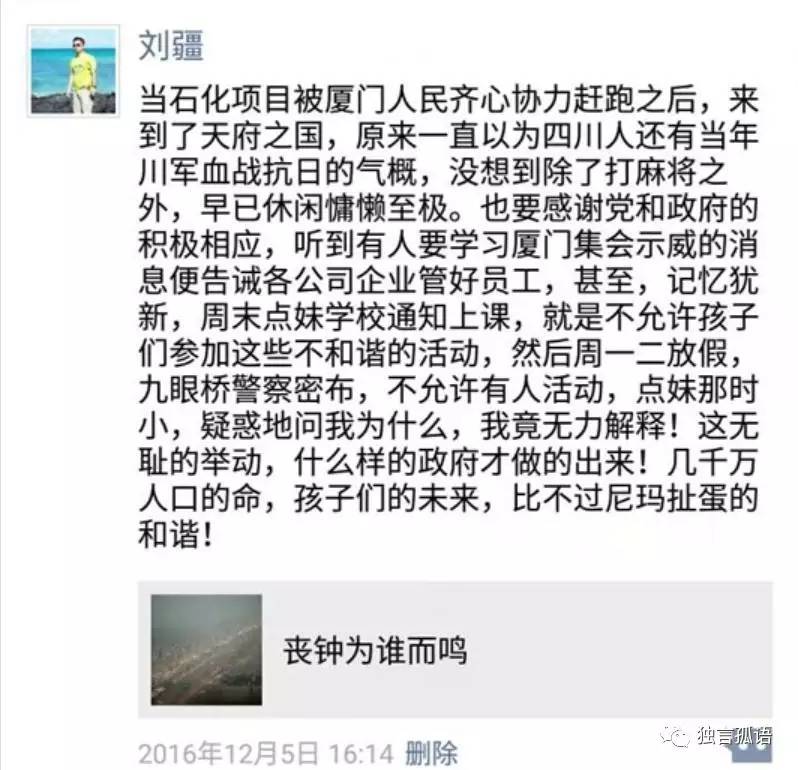 刘疆
当石化项目被厦门人民齐心协力赶跑之后，来
到了天府之国，原来一直以为四川人还有当年
川军血战抗日的气概，没想到除了打麻将之
外，早已休闲慵懒至极。也要感谢党和政府的
积极相应，听到有人要学习厦门集会示威的消
息便告诫各公司企业管好员工，甚至，记忆犹
新，周末点妹学校通知上课，就是不允许孩子
们参加这些不和谐的活动，然后周一二放假，
九眼桥警察密布，不允许有人活动，点妹那时
小，疑惑地问我为什么，我竟无力解释！这无
耻的举动，什么样的政府才做的出来！几千万
人口的命，孩子们的未来，比不过尼玛扯蛋的
和谐！
丧钟为谁而鸣
2016年12月5日 16:14 删除
独言孤语